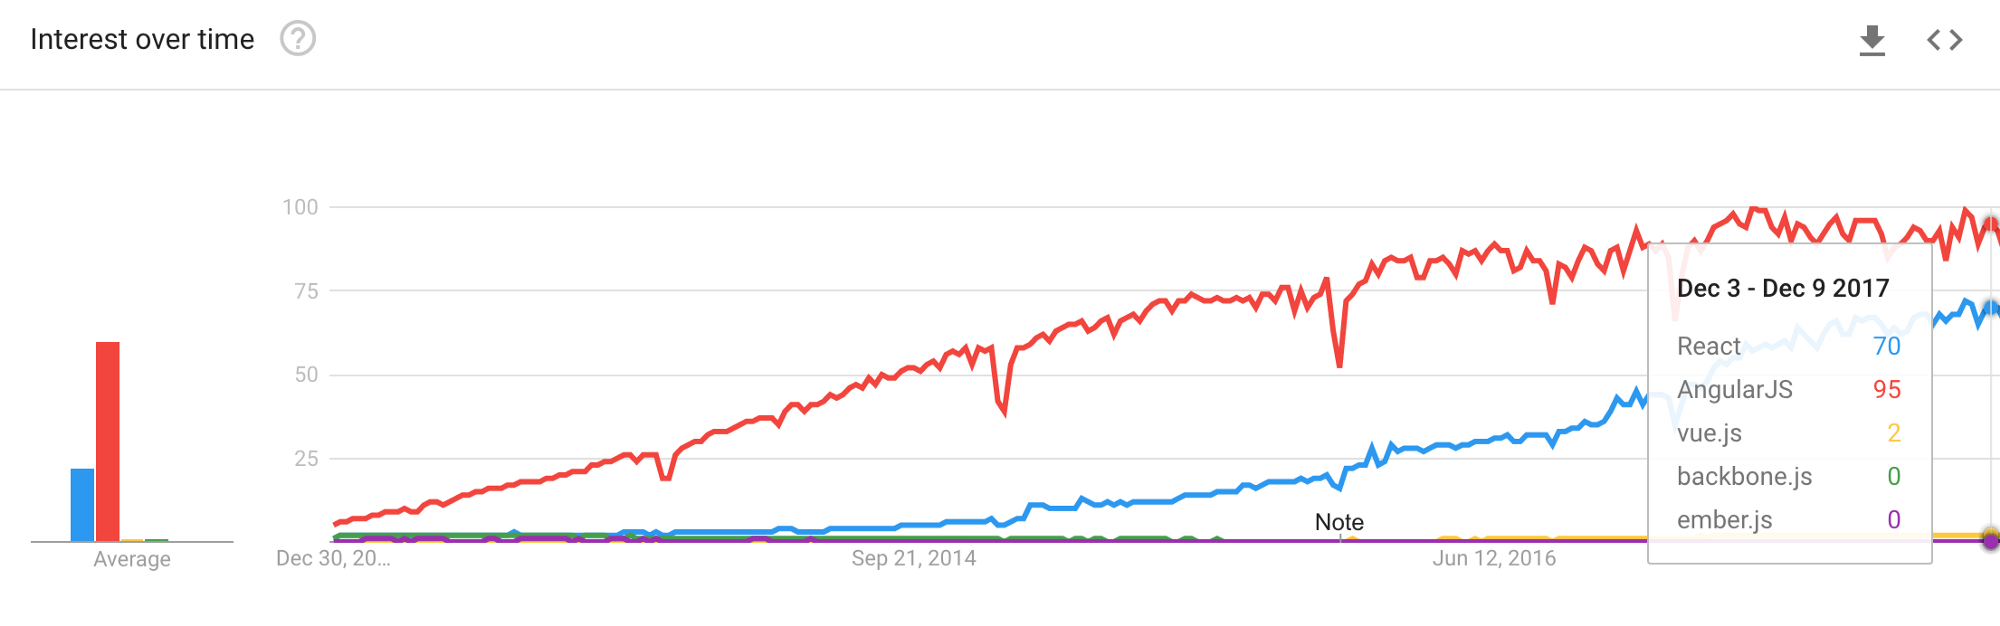 Interest over time ?
100
75
50
25
Note
Average
Dec 30, 20...
Sep 21, 2014
Jun 12, 2016
Dec 3 - Dec 9 2017
React 70
AngularJS 95
vue.js 2
backbone.js 0
ember.js 0